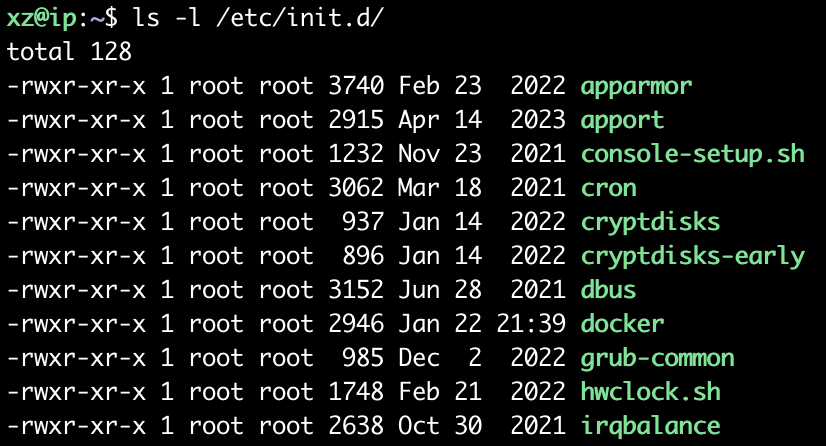 xz@ip:~$ ls -l /etc/init.d/
total 128
-rwxr-xr-x 1 root root 3740 Feb 23  2022 apparmor
-rwxr-xr-x 1 root root 2915 Apr 14  2023 apport
-rwxr-xr-x 1 root root 1232 Nov 23  2021 console-setup.sh
-rwxr-xr-x 1 root root 3062 Mar 18  2021 cron
-rwxr-xr-x 1 root root  937 Jan 14  2022 cryptdisks
-rwxr-xr-x 1 root root  896 Jan 14  2022 cryptdisks-early
-rwxr-xr-x 1 root root 3152 Jun 28  2021 dbus
-rwxr-xr-x 1 root root 2946 Jan 22 21:39 docker
-rwxr-xr-x 1 root root  985 Dec  2  2022 grub-common
-rwxr-xr-x 1 root root 1748 Feb 21  2022 hwclock.sh
-rwxr-xr-x 1 root root 2638 Oct 30  2021 irqbalance